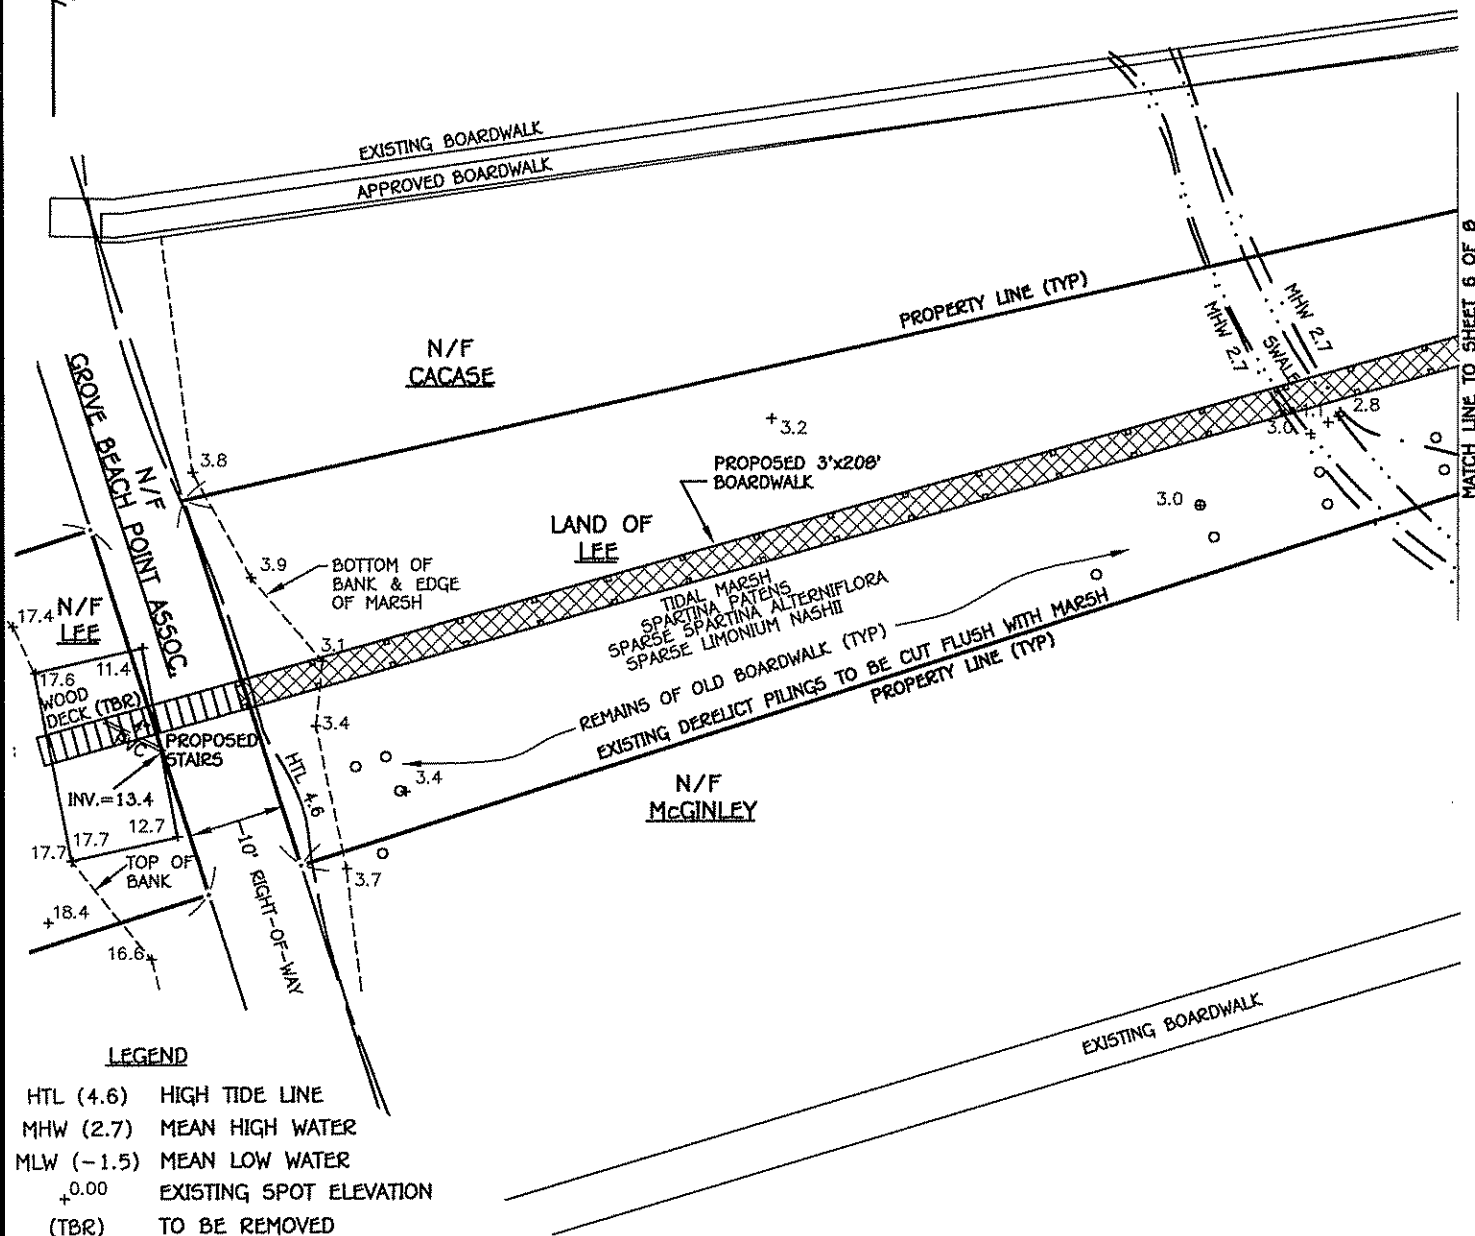 EXISTING BOARDWALK
APPROVED BOARDWALK
MATCH LINE TO SHEET 6 OF 8
PROPERTY LINE (TYP)
MHW 2.7
MHW 2.7
SWALE
N/F
CACASE
GROVE BEACH POINT ASSOC.
N/F
3.8
3.2
2.8
3.0
PROPOSED 3'x208'
BOARDWALK
3.0
LAND OF
LEE
3.9
BOTTOM OF
BANK & EDGE
OF MARSH
TIDAL MARSH
SPARTINA PATENS
SPARSE SPARTINA ALTERNIFLORA
SPARSE LIMONIUM NASHII
N/F
LEE
17.4
3.1
17.6
11.4
WOOD
DECK (TBR)
REMAINS OF OLD BOARDWALK (TYP)
EXISTING DERELICT PILINGS TO BE CUT FLUSH WITH MARSH
PROPERTY LINE (TYP)
3.4
PROPOSED
STAIRS
HTL 4.6
3.4
INV.=13.4
N/F
McGINLEY
12.7
17.7
17.7
TOP OF
BANK
10' RIGHT-OF-WAY
3.7
18.4
16.6
EXISTING BOARDWALK
LEGEND
HTL (4.6) HIGH TIDE LINE
MHW (2.7) MEAN HIGH WATER
MLW (-1.5) MEAN LOW WATER
+0.00 EXISTING SPOT ELEVATION
(TBR) TO BE REMOVED